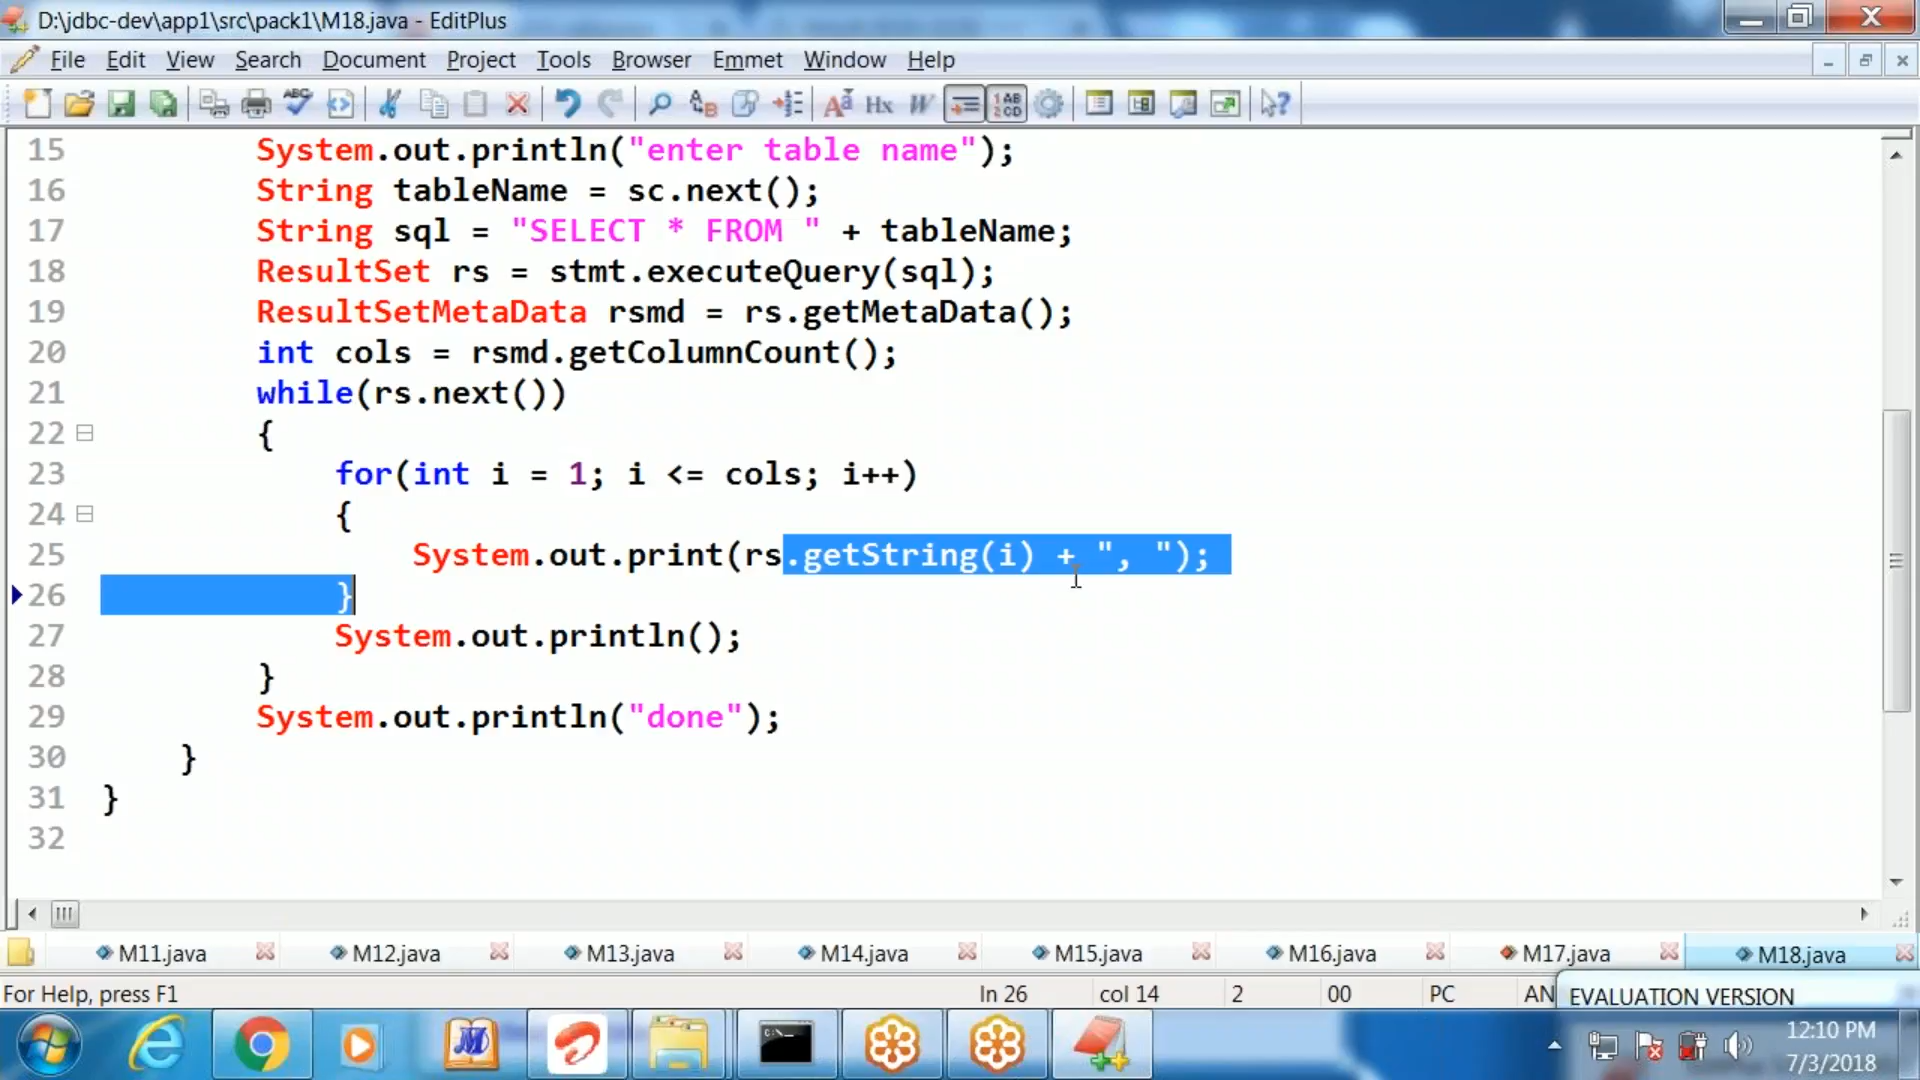 D:\jdbc-dev\app1\src\pack1\M18.java - EditPlus
File Edit View Search Document Project Tools Browser Emmet Window Help
15 System.out.println("enter table name");
16 String tableName = sc.next();
17 String sql = "SELECT * FROM " + tableName;
18 ResultSet rs = stmt.executeQuery(sql);
19 ResultSetMetaData rsmd = rs.getMetaData();
20 int cols = rsmd.getColumnCount();
21 while(rs.next())
22 {
23 for(int i = 1; i <= cols; i++)
24 {
25 System.out.print(rs.getString(i) + ", ");
26 }
27 System.out.println();
28 }
29 System.out.println("done");
30 }
31 }
32
M11.java M12.java M13.java M14.java M15.java M16.java M17.java M18.java
For Help, press F1 ln 26 col 14 2 00 PC AN EVALUATION VERSION
12:10 PM
7/3/2018